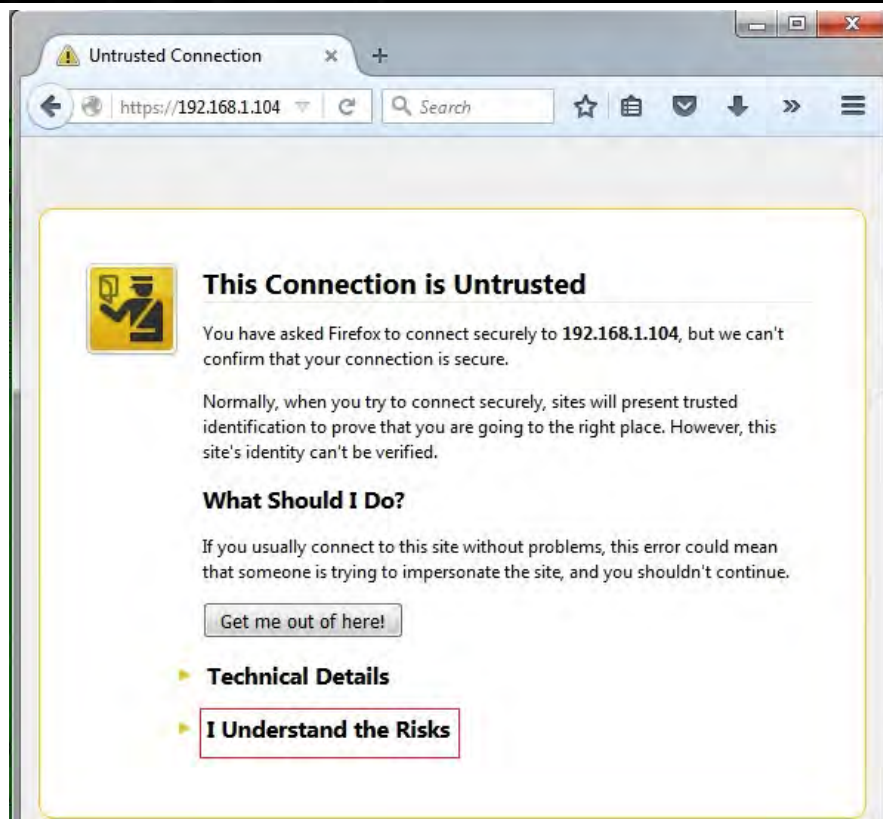 Untrusted Connection
https://192.168.1.104
Search
This Connection is Untrusted
You have asked Firefox to connect securely to 192.168.1.104, but we can't
confirm that your connection is secure.
Normally, when you try to connect securely, sites will present trusted
identification to prove that you are going to the right place. However, this
site's identity can't be verified.
What Should I Do?
If you usually connect to this site without problems, this error could mean
that someone is trying to impersonate the site, and you shouldn't continue.
Get me out of here!
Technical Details
I Understand the Risks